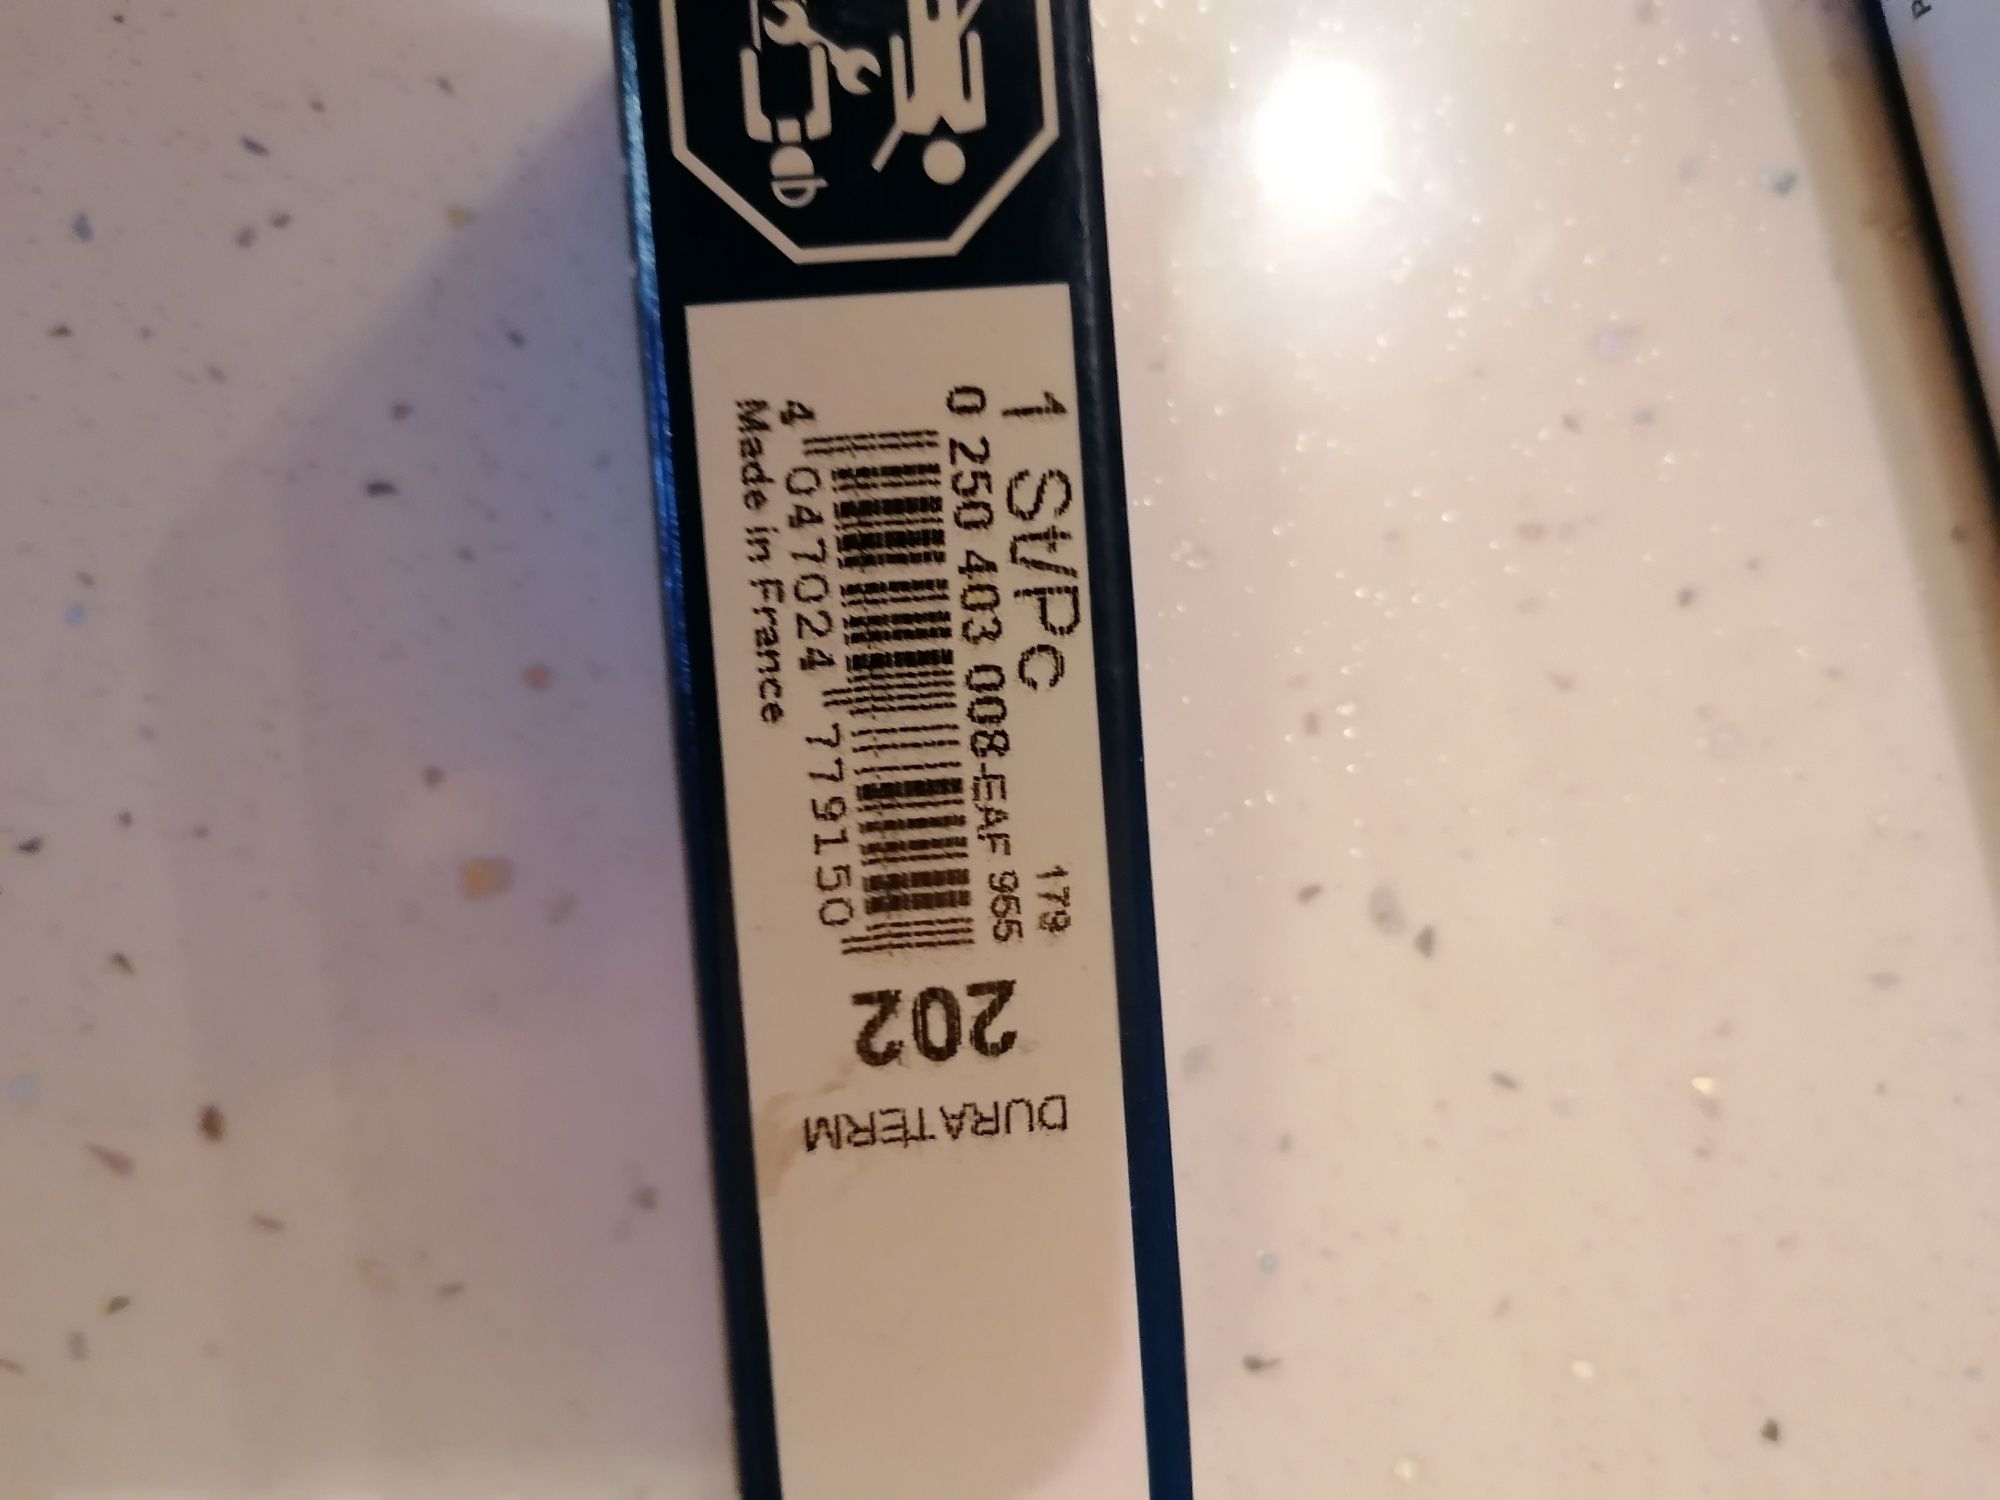 1 St/Pc
179
0 250 403 008-EAF 955
4 047024 779150
Made in France
202
DURATERM